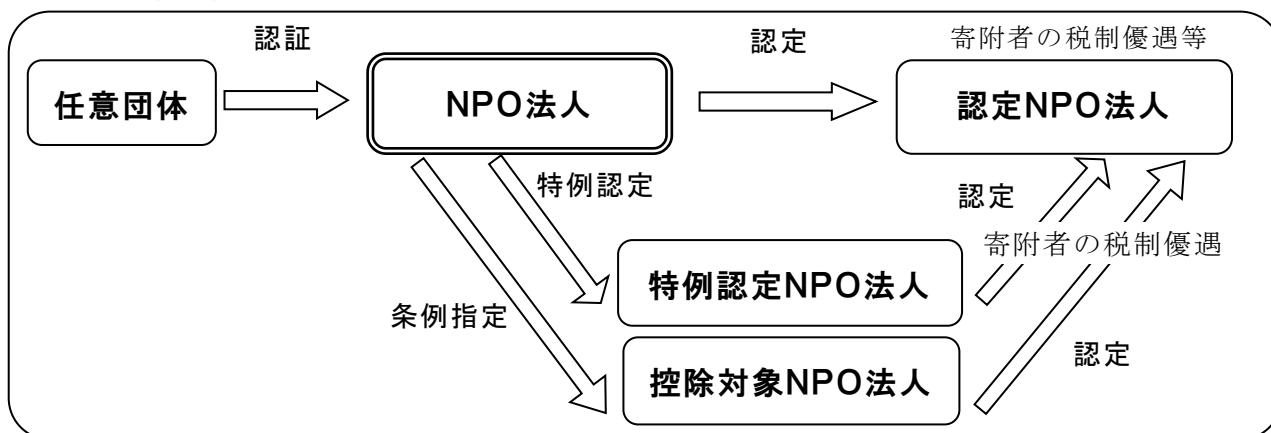 認証
認定
寄附者の税制優遇等
任意団体
NPO法人
認定NPO法人
特例認定
認定
寄附者の税制優遇
特例認定NPO法人
条例指定
認定
控除対象NPO法人